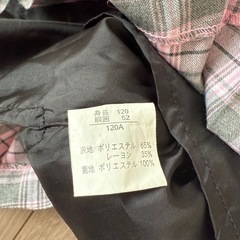 身長 120
胴囲 52
120A
表地/ポリエステル 65%
レーヨン 35%
裏地 ポリエステル 100%